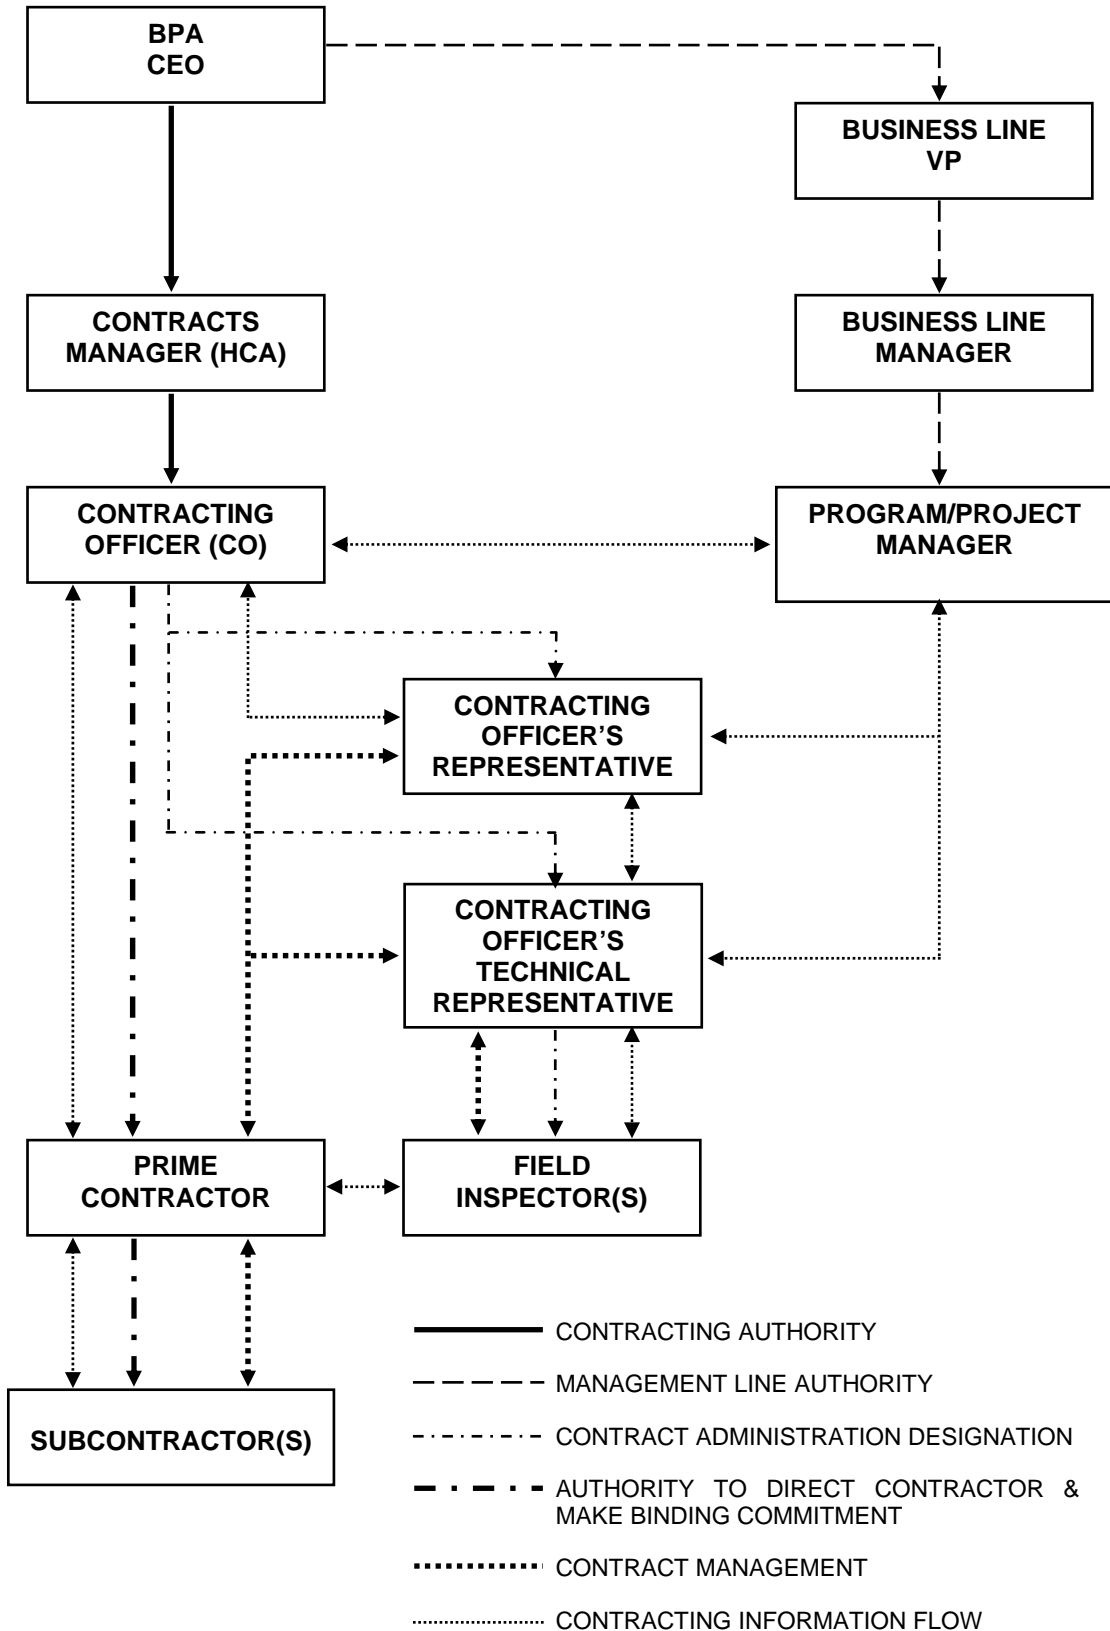 BPA
CEO
BUSINESS LINE
VP
CONTRACTS
MANAGER (HCA)
BUSINESS LINE
MANAGER
CONTRACTING
OFFICER (CO)
PROGRAM/PROJECT
MANAGER
CONTRACTING
OFFICER’S
REPRESENTATIVE
CONTRACTING
OFFICER’S
TECHNICAL
REPRESENTATIVE
PRIME
CONTRACTOR
FIELD
INSPECTOR(S)
SUBCONTRACTOR(S)
CONTRACTING AUTHORITY
MANAGEMENT LINE AUTHORITY
CONTRACT ADMINISTRATION DESIGNATION
AUTHORITY TO DIRECT CONTRACTOR &
MAKE BINDING COMMITMENT
CONTRACT MANAGEMENT
CONTRACTING INFORMATION FLOW